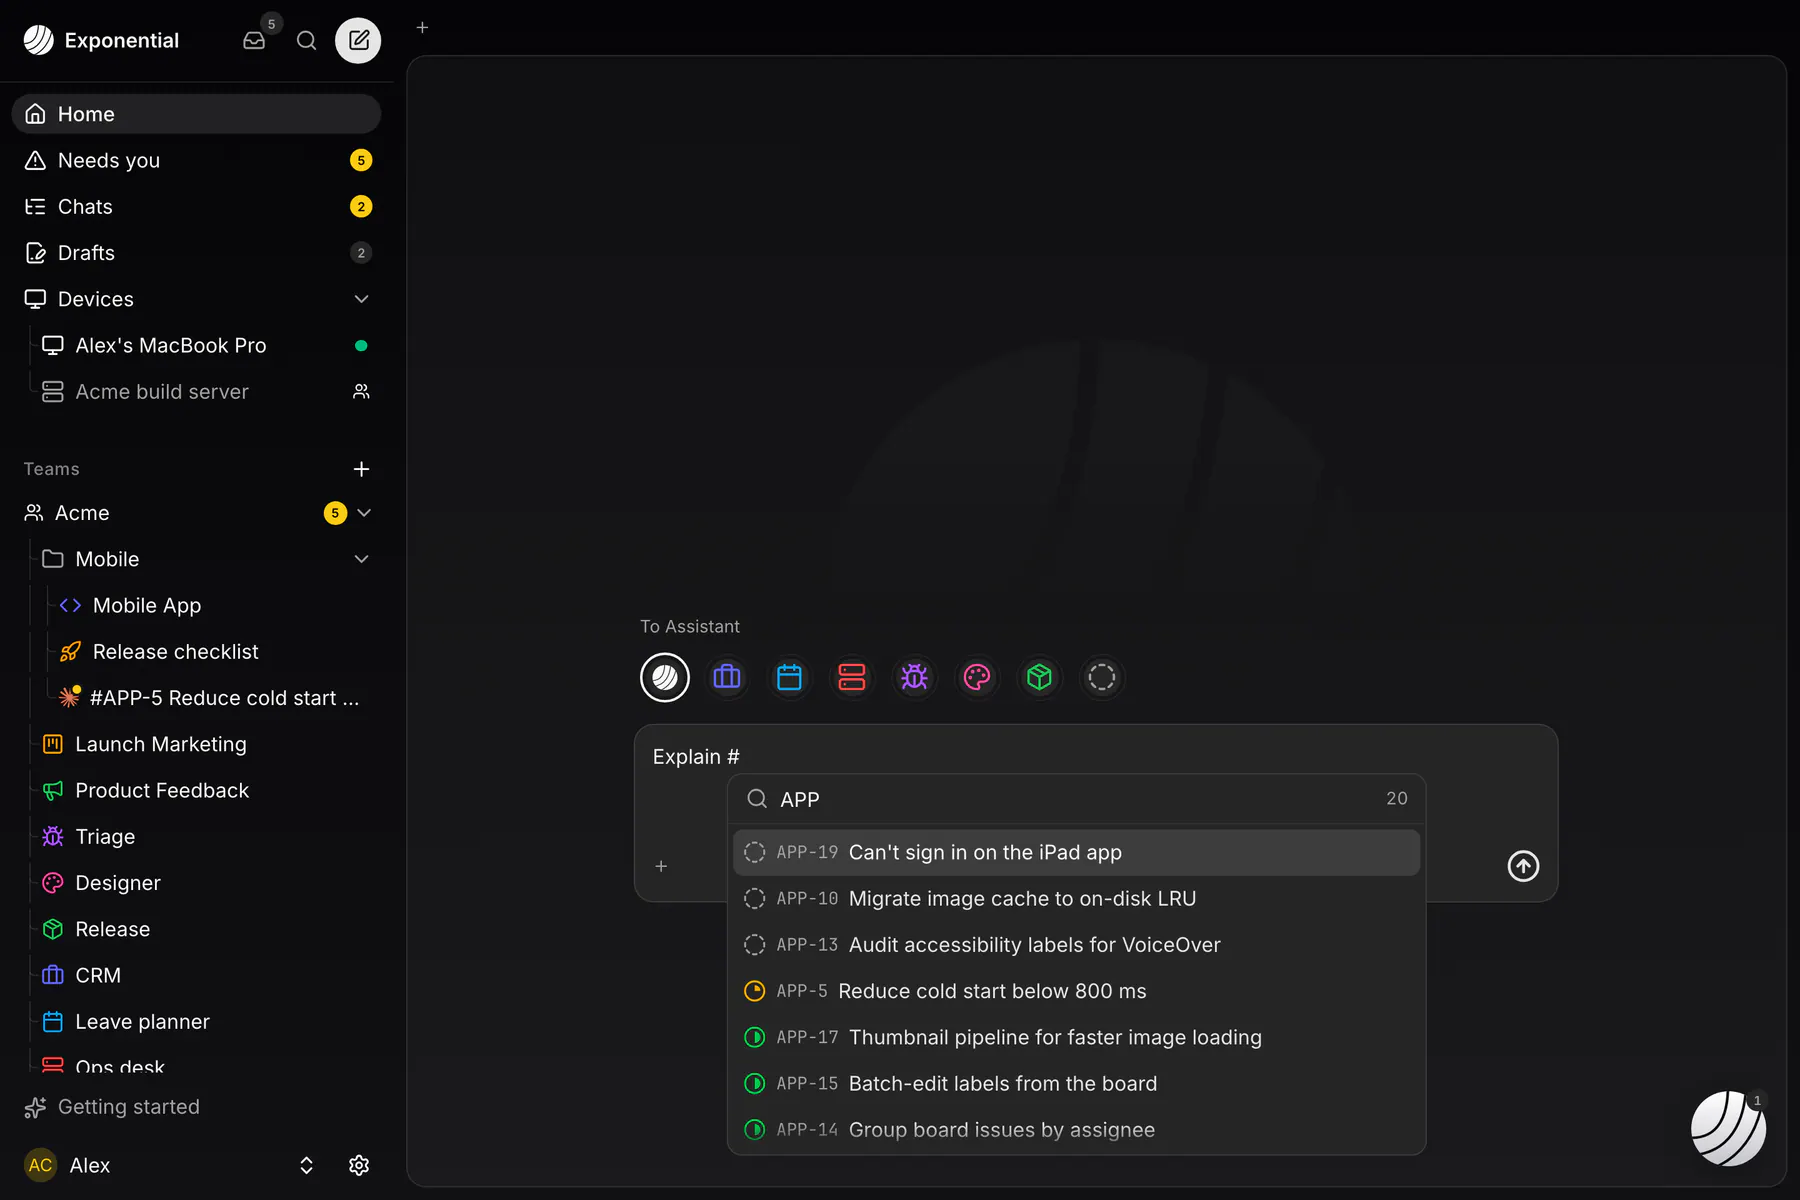 Exponential
5
Home
Needs you
5
Chats
2
Drafts
2
Devices
Alex's MacBook Pro
Acme build server
Teams
Acme
5
Mobile
Mobile App
Release checklist
#APP-5 Reduce cold start ...
Launch Marketing
Product Feedback
Triage
Designer
Release
CRM
Leave planner
Ops desk
Getting started
AC
Alex
To Assistant
Explain #
APP
20
APP-19 Can't sign in on the iPad app
APP-10 Migrate image cache to on-disk LRU
APP-13 Audit accessibility labels for VoiceOver
APP-5 Reduce cold start below 800 ms
APP-17 Thumbnail pipeline for faster image loading
APP-15 Batch-edit labels from the board
APP-14 Group board issues by assignee
1